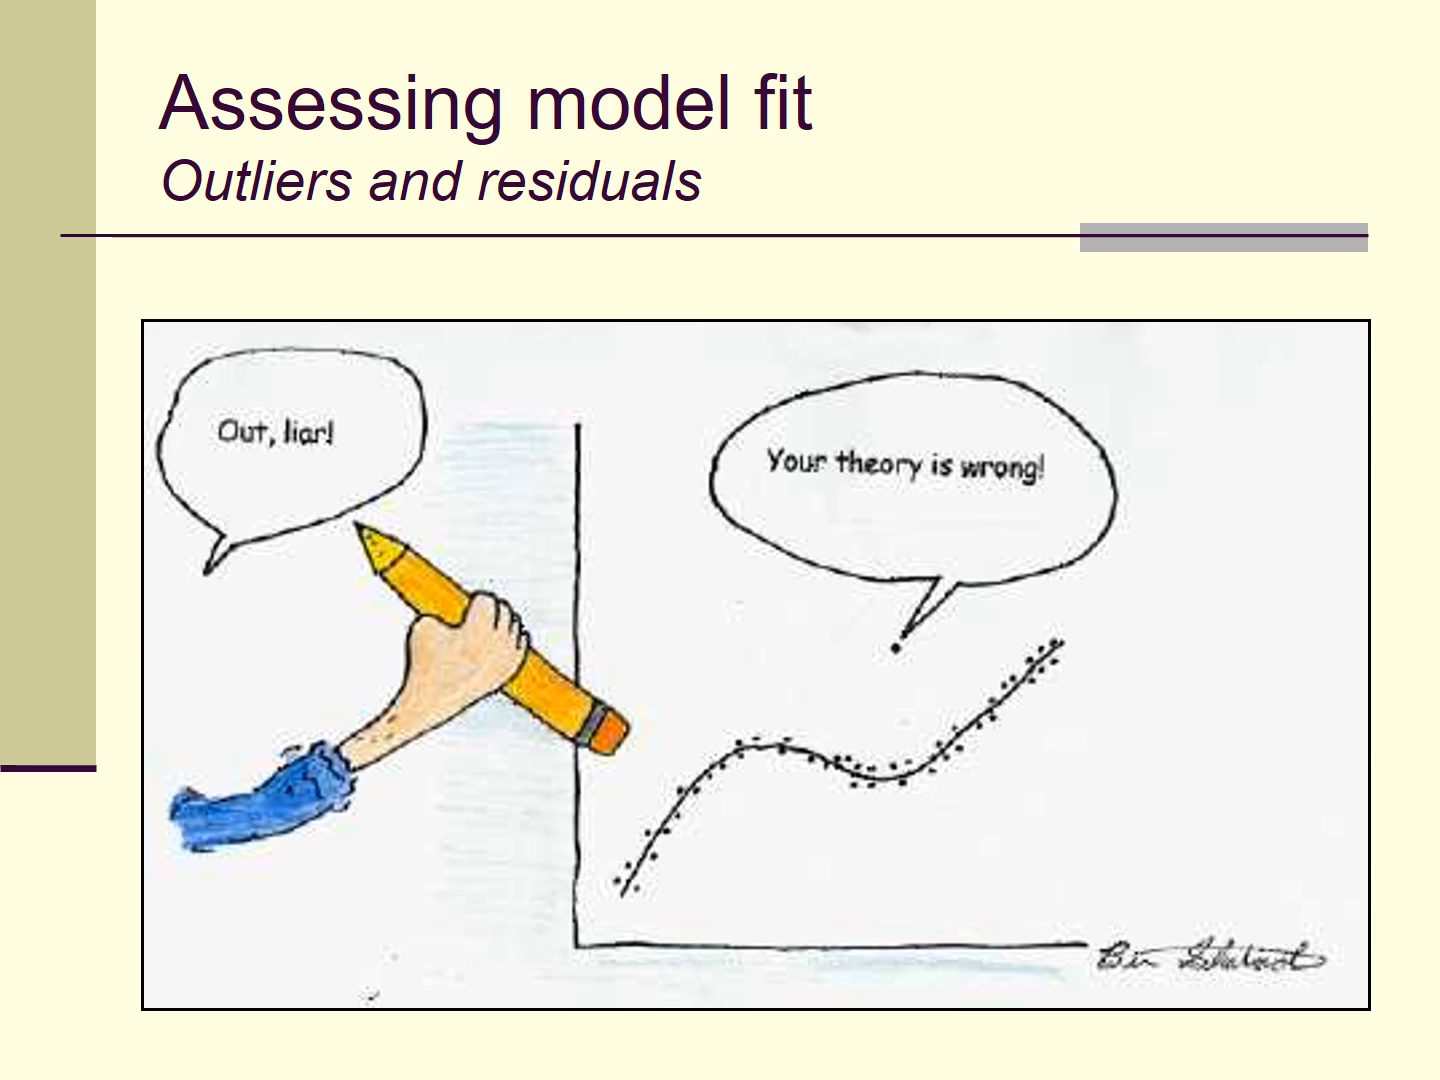 Assessing model fit
Outliers and residuals
Out, liar!
Your theory is wrong!